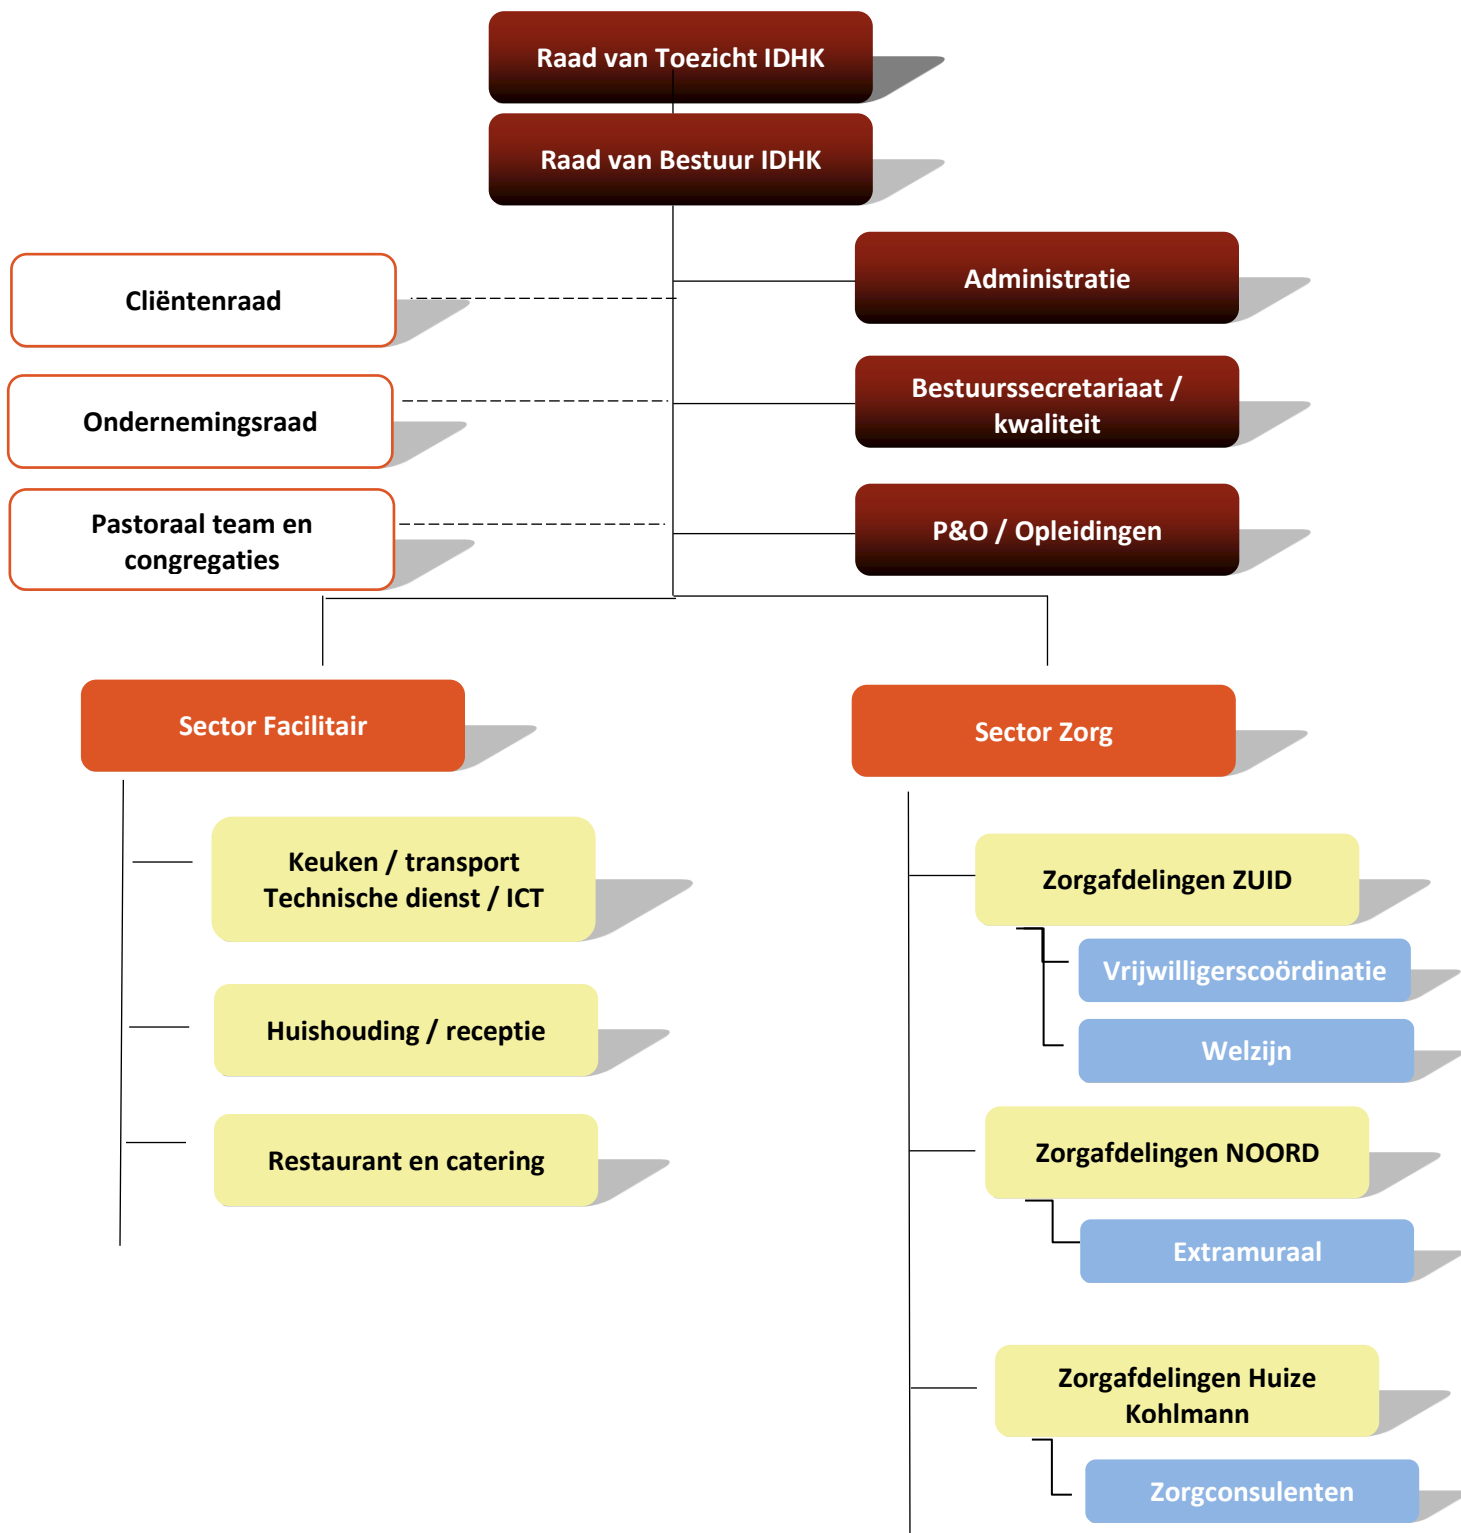 Raad van Toezicht IDHK
Raad van Bestuur IDHK
Administratie
Cliëntenraad
Bestuurssecretariaat /
kwaliteit
Ondernemingsraad
Pastoraal team en
congregaties
P&O / Opleidingen
Sector Facilitair
Keuken / transport
Technische dienst / ICT
Huishouding / receptie
Restaurant en catering
Sector Zorg
Zorgafdelingen ZUID
Vrijwilligerscoördinatie
Welzijn
Zorgafdelingen NOORD
Extramuraal
Zorgafdelingen Huize
Kohlmann
Zorgconsulenten